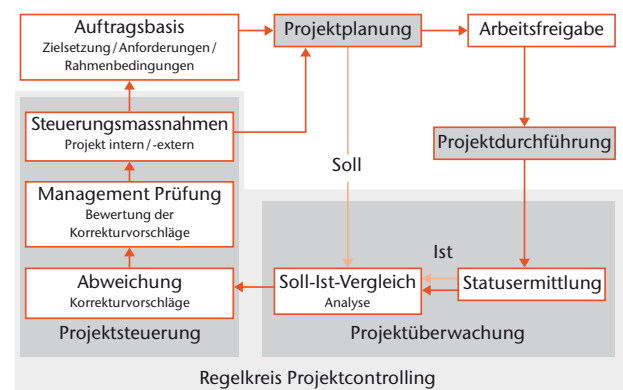 Auftragsbasis
Zielsetzung / Anforderungen /
Rahmenbedingungen
Projektplanung
Arbeitsfreigabe
Steuerungsmassnahmen
Projekt intern / -extern
Projektdurchführung
Soll
Management Prüfung
Bewertung der
Korrekturvorschläge
Ist
Abweichung
Korrekturvorschläge
Soll-Ist-Vergleich
Analyse
Statusermittlung
Projektsteuerung
Projektüberwachung
Regelkreis Projektcontrolling